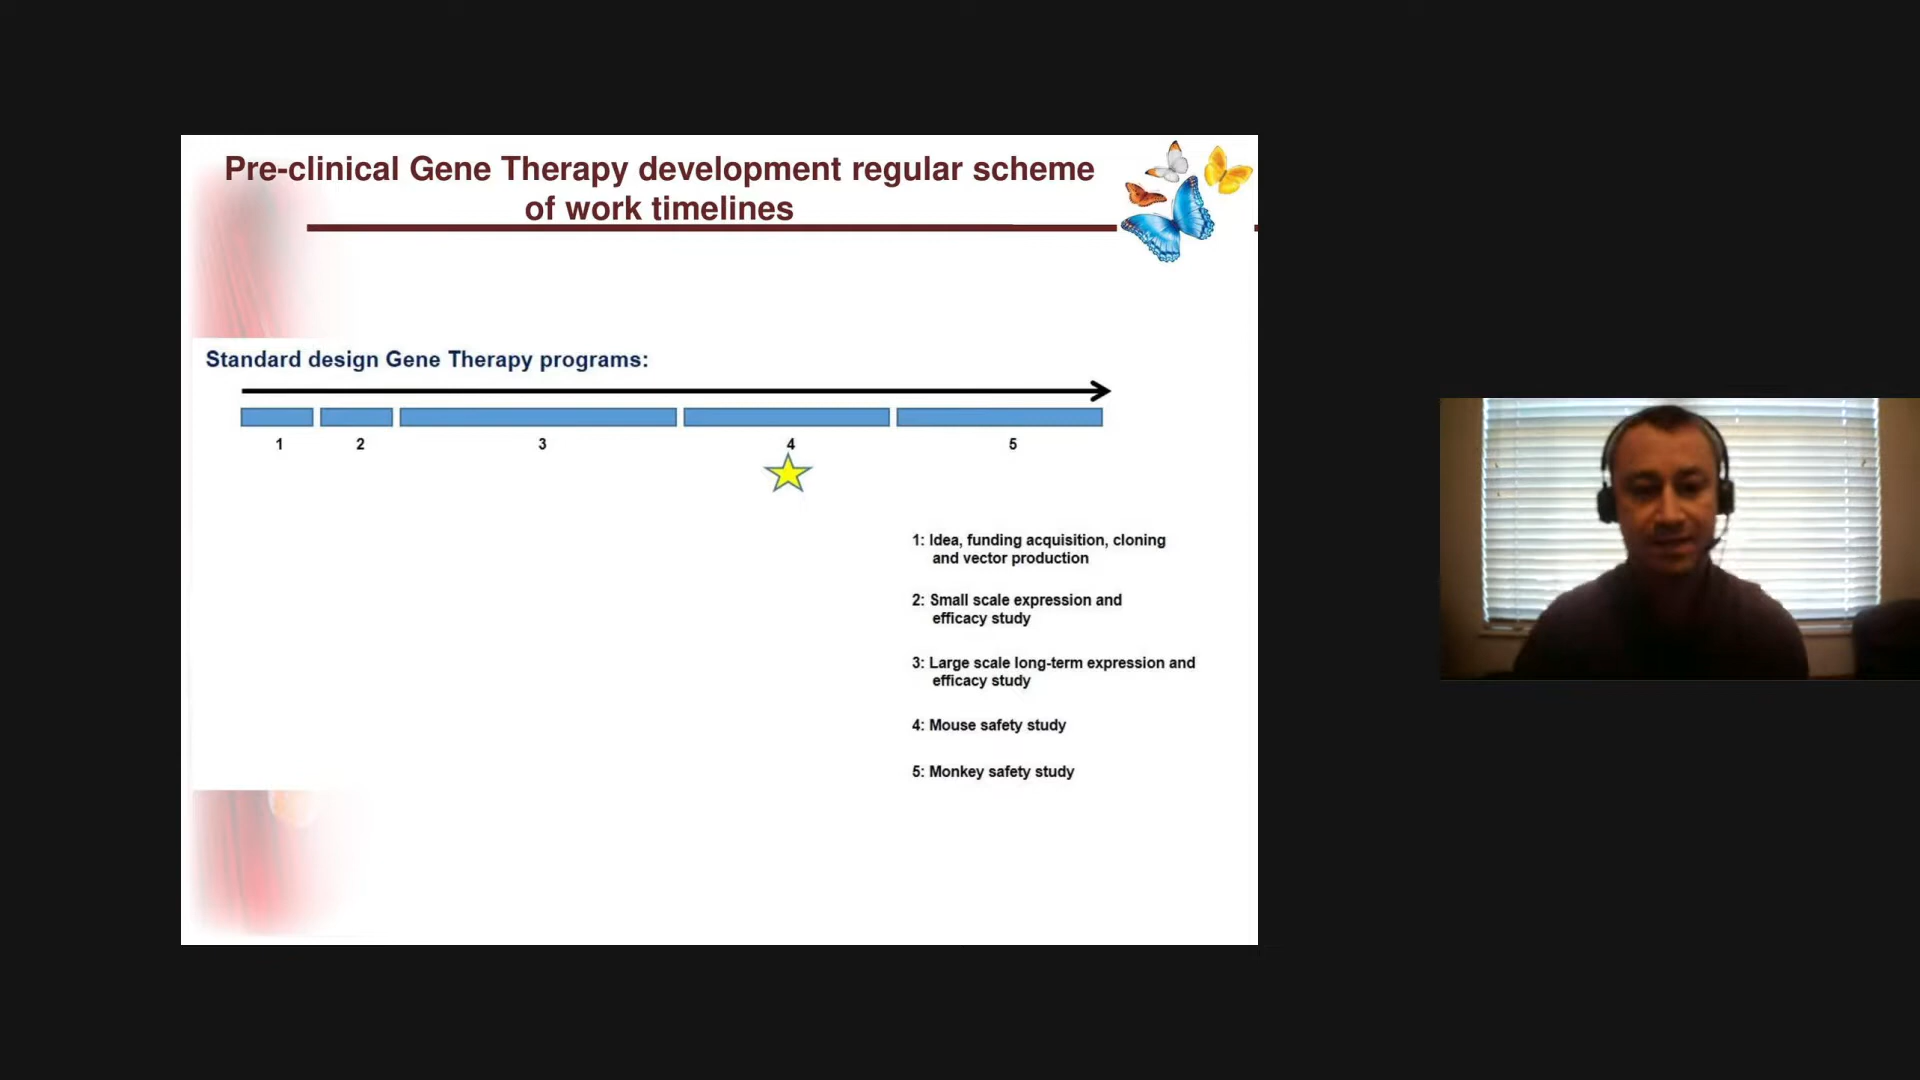 Pre-clinical Gene Therapy development regular scheme
of work timelines
Standard design Gene Therapy programs:
1 2 3 4 5
1: Idea, funding acquisition, cloning
and vector production
2: Small scale expression and
efficacy study
3: Large scale long-term expression and
efficacy study
4: Mouse safety study
5: Monkey safety study